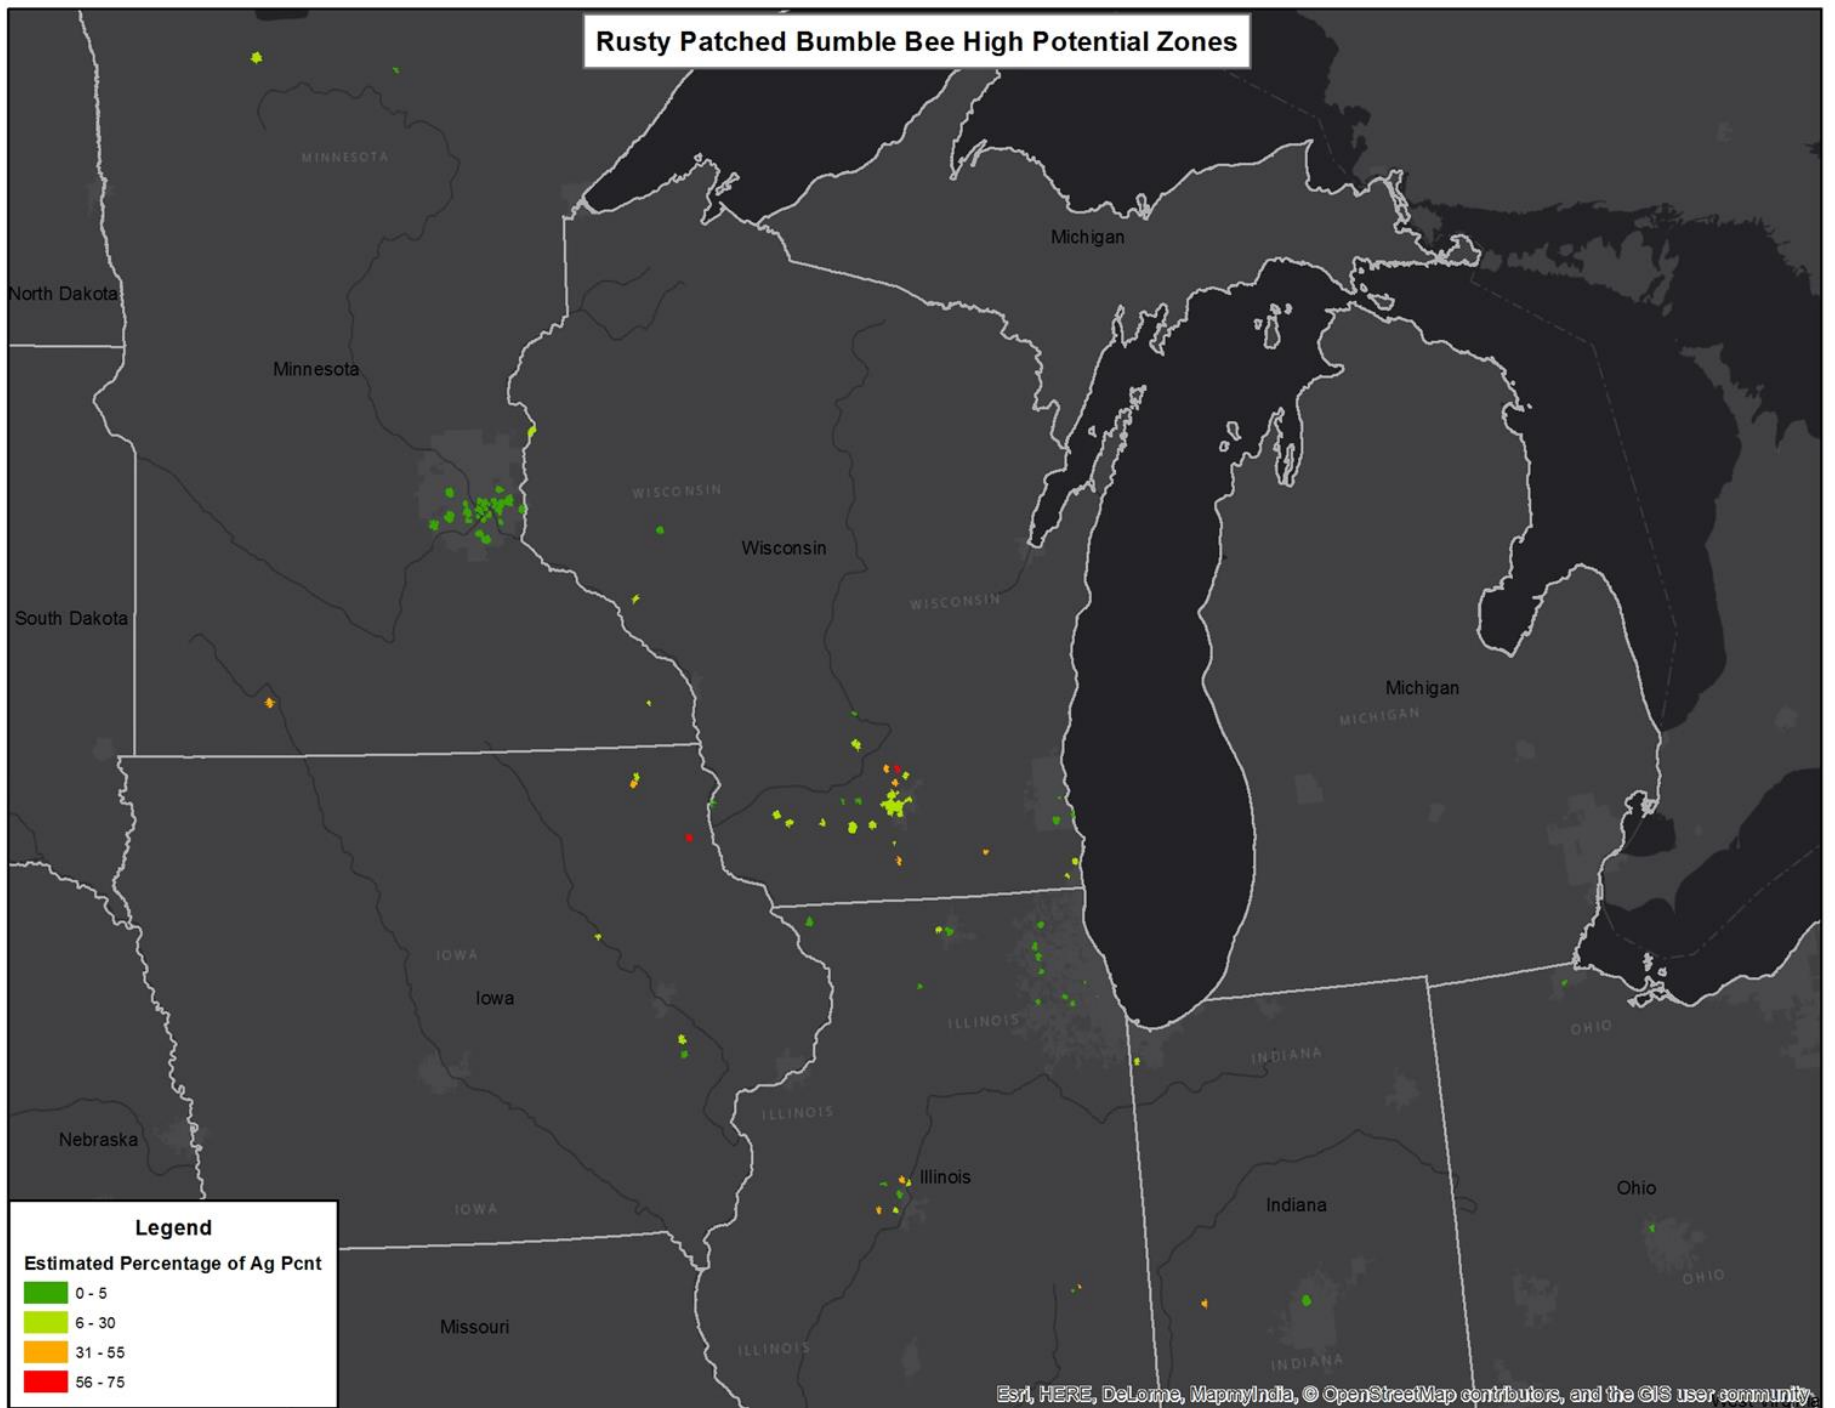 Rusty Patched Bumble Bee High Potential Zones
MINNESOTA
Michigan
North Dakota
Minnesota
WISCONSIN
Wisconsin
WISCONSIN
South Dakota
Michigan
MICHIGAN
IOWA
Iowa
ILLINOIS
OHIO
INDIANA
ILLINOIS
Nebraska
Illinois
Ohio
Indiana
IOWA
Legend
Estimated Percentage of Ag Pcnt
0 - 5
6 - 30
31 - 55
56 - 75
Missouri
OHIO
ILLINOIS
INDIANA
Esri, HERE, DeLorme, MapmyIndia, © OpenStreetMap contributors, and the GIS user community